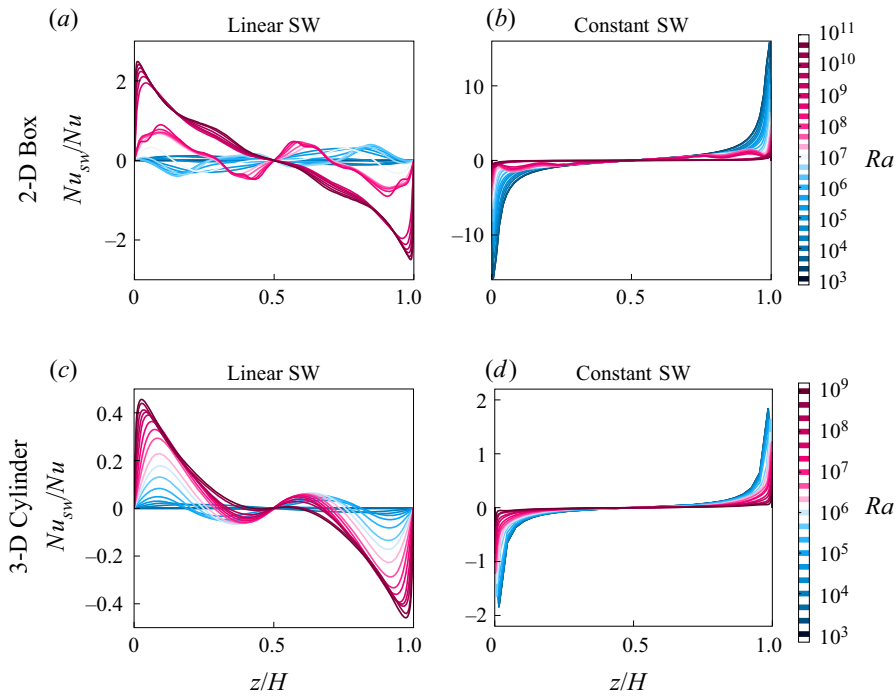 (a) Linear SW
(b) Constant SW
2-D Box
Nu_sw/Nu
2
0
−2
0 0.5 1.0
10
0
−10
0 0.5 1.0
10^11
10^10
10^9
10^8
10^7
10^6
10^5
10^4
10^3
Ra
(c) Linear SW
(d) Constant SW
3-D Cylinder
Nu_sw/Nu
0.4
0.2
0
−0.2
−0.4
0 0.5 1.0
z/H
2
1
0
−1
−2
0 0.5 1.0
z/H
10^9
10^8
10^7
10^6
10^5
10^4
10^3
Ra